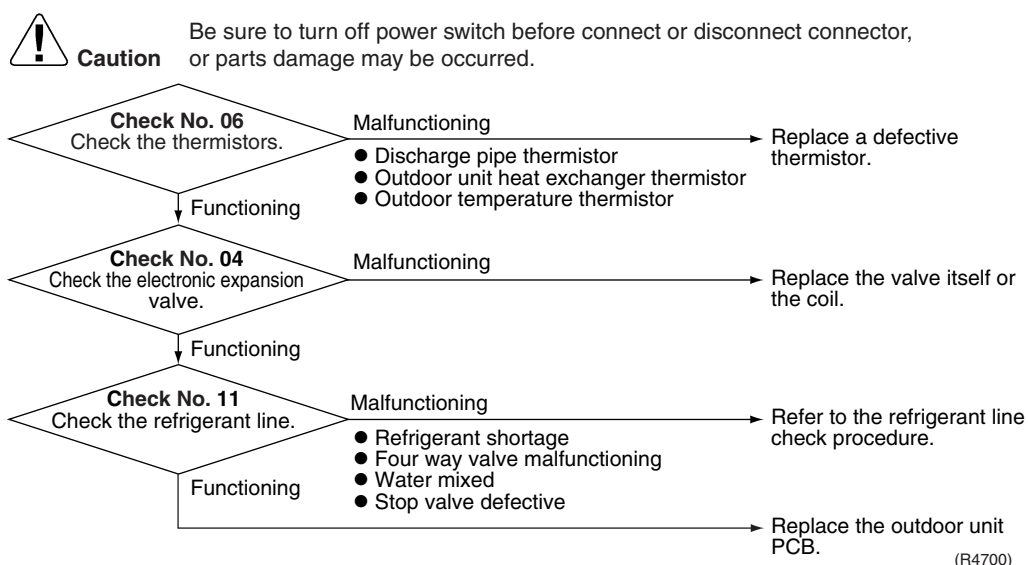 Be sure to turn off power switch before connect or disconnect connector,
Caution or parts damage may be occurred.
Check No. 06
Check the thermistors.
Malfunctioning
● Discharge pipe thermistor
● Outdoor unit heat exchanger thermistor
● Outdoor temperature thermistor
Replace a defective
thermistor.
Functioning
Check No. 04
Check the electronic expansion
valve.
Malfunctioning
Replace the valve itself or
the coil.
Functioning
Check No. 11
Check the refrigerant line.
Malfunctioning
● Refrigerant shortage
● Four way valve malfunctioning
● Water mixed
● Stop valve defective
Refer to the refrigerant line
check procedure.
Functioning
Replace the outdoor unit
PCB.
(R4700)